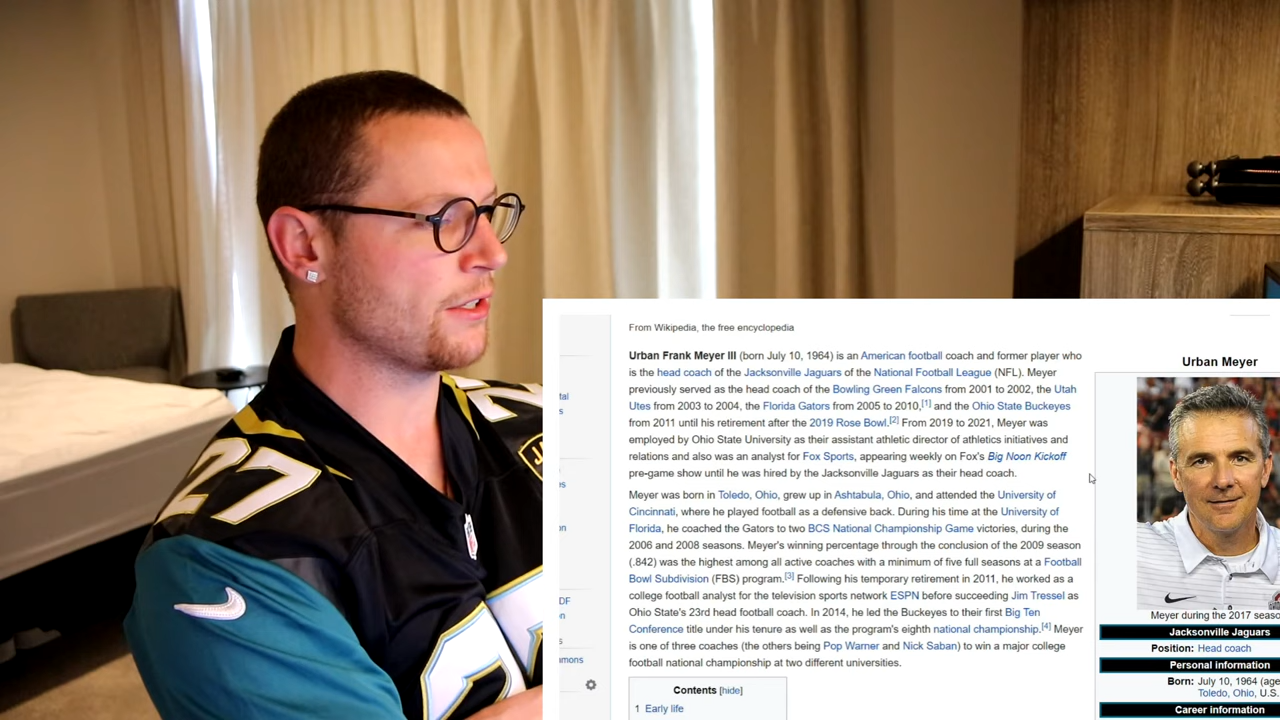 27
From Wikipedia, the free encyclopedia
Urban Frank Meyer III (born July 10, 1964) is an American football coach and former player who
is the head coach of the Jacksonville Jaguars of the National Football League (NFL). Meyer
previously served as the head coach of the Bowling Green Falcons from 2001 to 2002, the Utah
Utes from 2003 to 2004, the Florida Gators from 2005 to 2010,[1] and the Ohio State Buckeyes
from 2011 until his retirement after the 2019 Rose Bowl.[2] From 2019 to 2021, Meyer was
employed by Ohio State University as their assistant athletic director of athletics initiatives and
relations and also was an analyst for Fox Sports, appearing weekly on Fox's Big Noon Kickoff
pre-game show until he was hired by the Jacksonville Jaguars as their head coach.
Meyer was born in Toledo, Ohio, grew up in Ashtabula, Ohio, and attended the University of
Cincinnati, where he played football as a defensive back. During his time at the University of
Florida, he coached the Gators to two BCS National Championship Game victories, during the
2006 and 2008 seasons. Meyer's winning percentage through the conclusion of the 2009 season
(.842) was the highest among all active coaches with a minimum of five full seasons at a Football
Bowl Subdivision (FBS) program.[3] Following his temporary retirement in 2011, he worked as a
college football analyst for the television sports network ESPN before succeeding Jim Tressel as
Ohio State's 23rd head football coach. In 2014, he led the Buckeyes to their first Big Ten
Conference title under his tenure as well as the program's eighth national championship.[4] Meyer
is one of three coaches (the others being Pop Warner and Nick Saban) to win a major college
football national championship at two different universities.
Contents [hide]
1 Early life
Urban Meyer
Meyer during the 2017 seaso
Jacksonville Jaguars
Position: Head coach
Personal information
Born: July 10, 1964 (age
Toledo, Ohio, U.S.
Career information